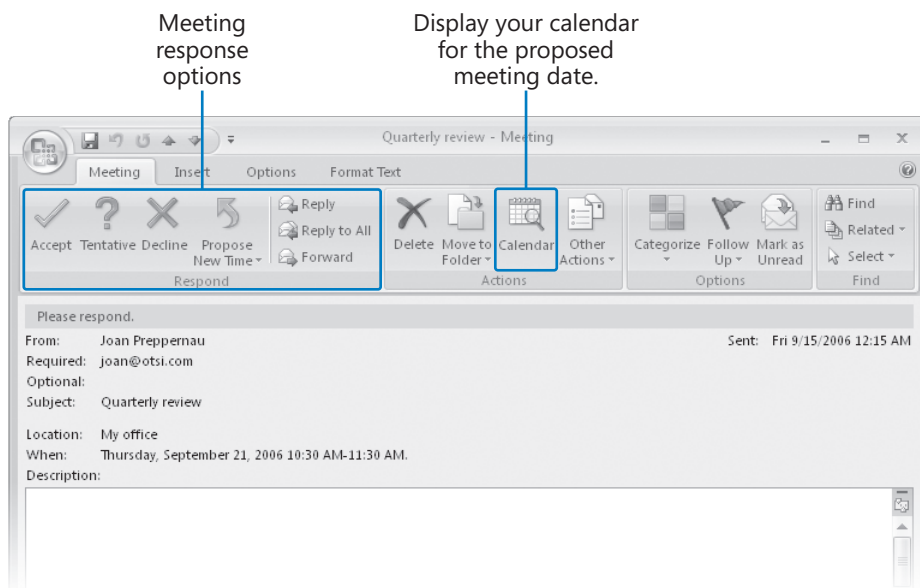 Meeting
response
options
Display your calendar
for the proposed
meeting date.
Quarterly review - Meeting
Meeting Insert Options Format Text
Accept Tentative Decline Propose New Time
Reply
Reply to All
Forward
Respond
Delete Move to Folder Calendar Other Actions
Actions
Categorize Follow Up Mark as Unread
Options
Find
Related
Select
Find
Please respond.
From: Joan Preppernau Sent: Fri 9/15/2006 12:15 AM
Required: joan@otsi.com
Optional:
Subject: Quarterly review
Location: My office
When: Thursday, September 21, 2006 10:30 AM-11:30 AM.
Description: